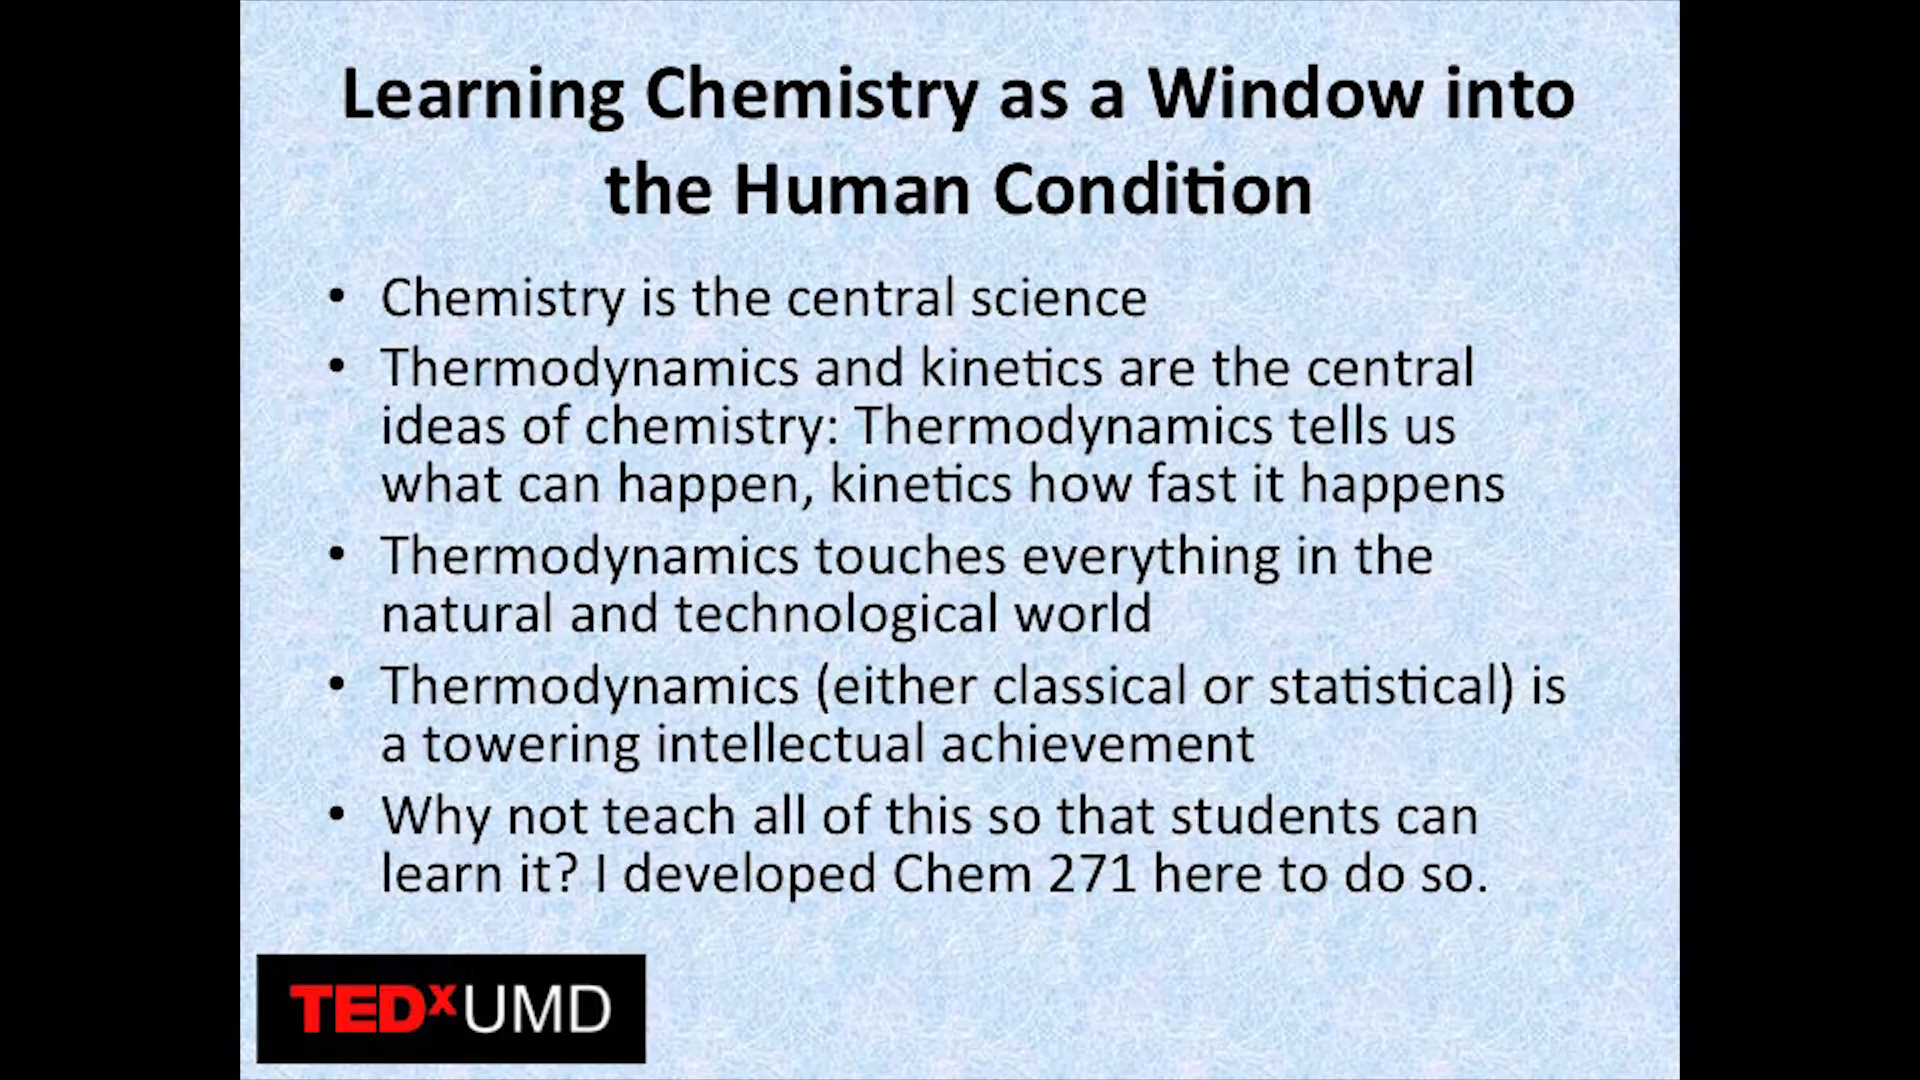 Learning Chemistry as a Window into
the Human Condition
• Chemistry is the central science
• Thermodynamics and kinetics are the central
ideas of chemistry: Thermodynamics tells us
what can happen, kinetics how fast it happens
• Thermodynamics touches everything in the
natural and technological world
• Thermodynamics (either classical or statistical) is
a towering intellectual achievement
• Why not teach all of this so that students can
learn it? I developed Chem 271 here to do so.
TEDxUMD